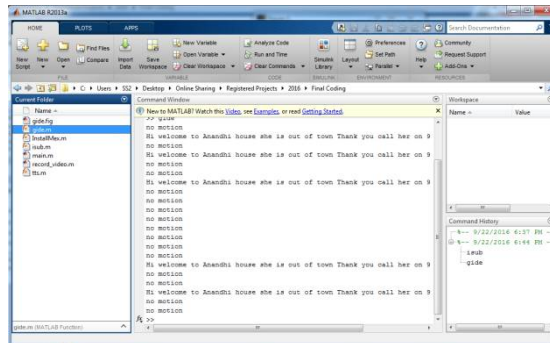 MATLAB R2013a
HOME PLOTS APPS Search Documentation
New Script New Open Find Files Compare Import Data Save Workspace New Variable Open Variable Clear Workspace Analyze Code Run and Time Clear Commands Simulink Library Layout Preferences Set Path Parallel Help Community Request Support Add-Ons
FILE VARIABLE CODE SIMULINK ENVIRONMENT RESOURCES
C: Users SS2 Desktop Online Sharing Registered Projects 2016 Final Coding
Current Folder
Name
gide.fig
gide.m
InstallMex.m
isub.m
main.m
record_video.m
tts.m
gide.m (MATLAB Function)
Command Window
New to MATLAB? Watch this Video, see Examples, or read Getting Started.
>> gide
no motion
Hi welcome to Anandhi house she is out of town Thank you call her on 9
no motion
no motion
Hi welcome to Anandhi house she is out of town Thank you call her on 9
no motion
no motion
no motion
Hi welcome to Anandhi house she is out of town Thank you call her on 9
no motion
no motion
no motion
no motion
no motion
no motion
no motion
no motion
Hi welcome to Anandhi house she is out of town Thank you call her on 9
no motion
no motion
Hi welcome to Anandhi house she is out of town Thank you call her on 9
no motion
no motion
fx >>
Workspace
Name Value
Command History
%-- 9/22/2016 6:37 PM --
%-- 9/22/2016 6:44 PM --
isub
gide